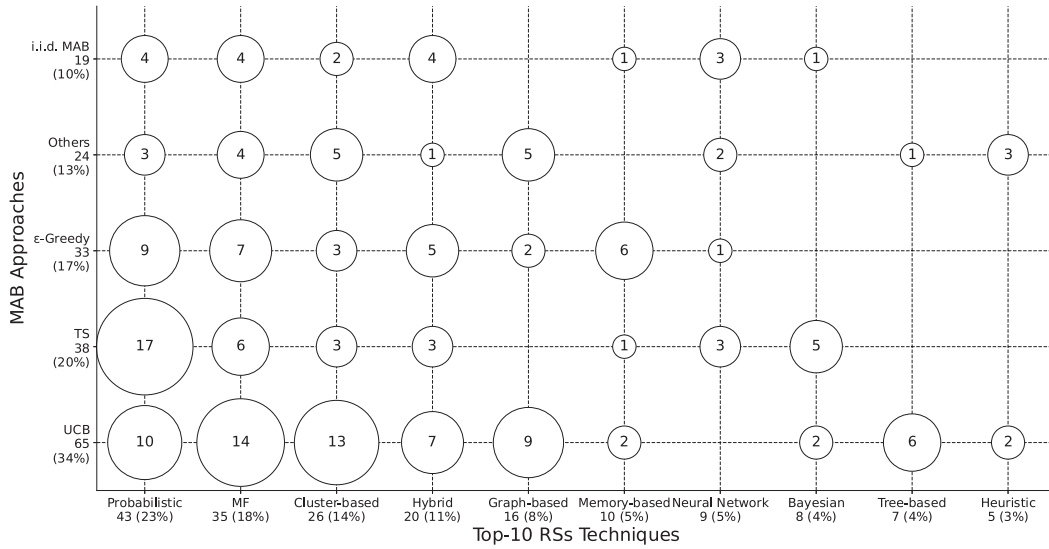 i.i.d. MAB
19
(10%)
4 4 2 4 1 3 1
Others
24
(13%)
3 4 5 1 5 2 1 3
ε-Greedy
33
(17%)
9 7 3 5 2 6 1
TS
38
(20%)
17 6 3 3 1 3 5
UCB
65
(34%)
10 14 13 7 9 2 2 6 2
MAB Approaches
Probabilistic MF Cluster-based Hybrid Graph-based Memory-based Neural Network Bayesian Tree-based Heuristic
43 (23%) 35 (18%) 26 (14%) 20 (11%) 16 (8%) 10 (5%) 9 (5%) 8 (4%) 7 (4%) 5 (3%)
Top-10 RSs Techniques